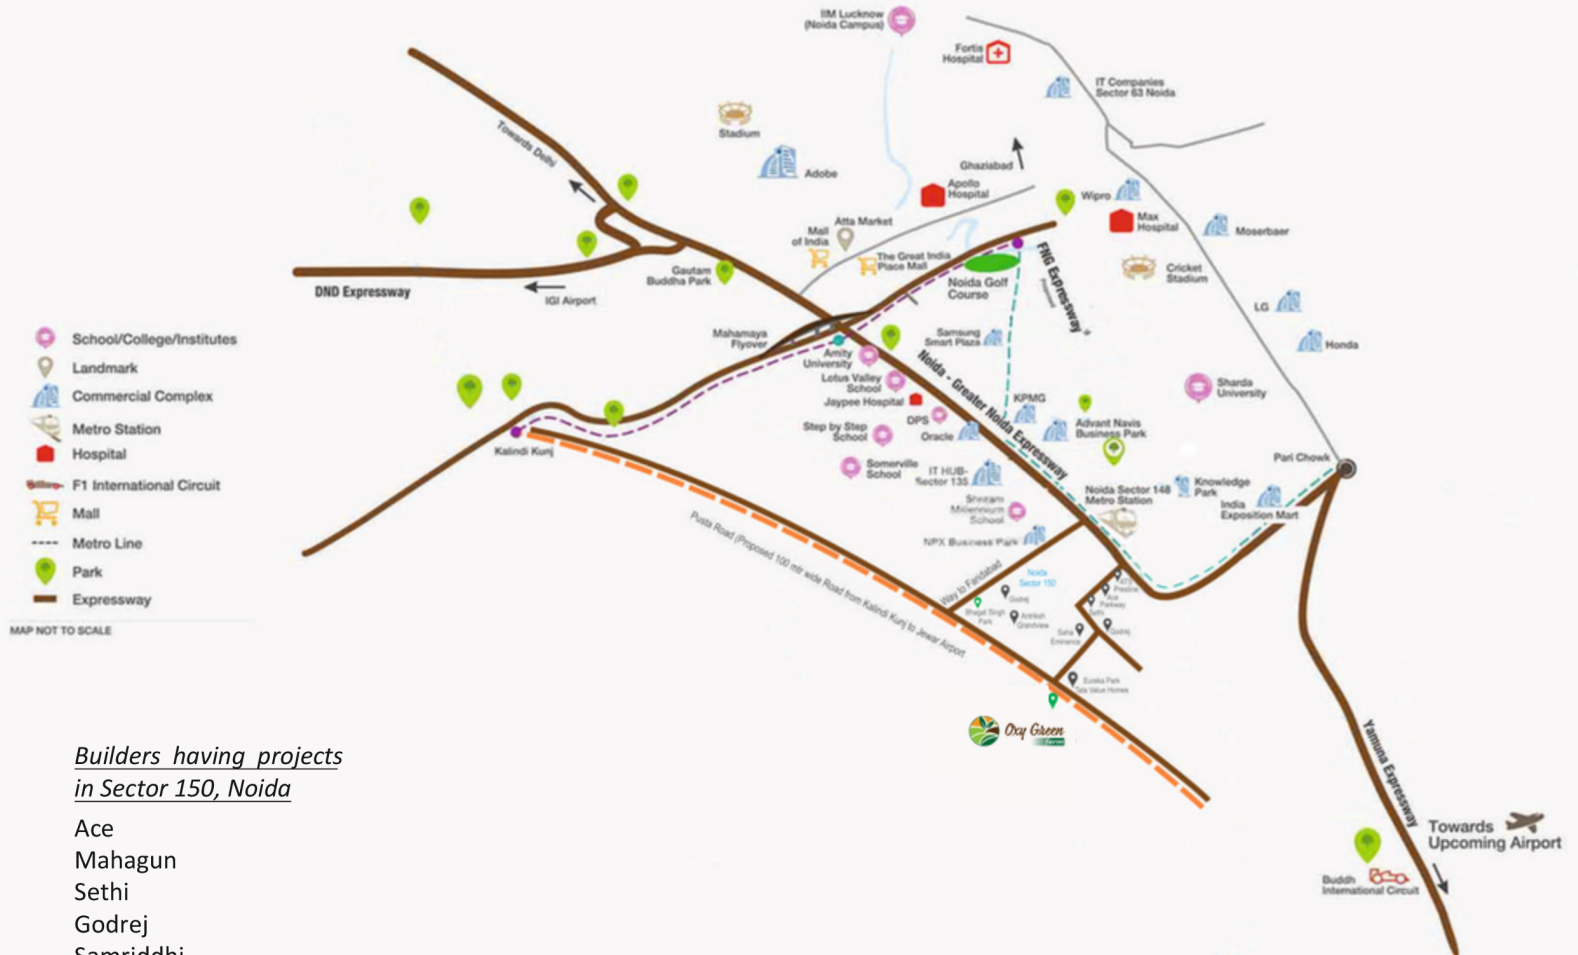 IIM Lucknow
(Noida Campus)
Fortis
Hospital
IT Companies
Sector 63 Noida
Stadium
Towards Delhi
Adobe
Ghaziabad
Apollo
Hospital
Wipro
Max
Hospital
Moserbaer
Atta Market
Mall
of India
The Great India
Place Mall
Gautam
Buddha Park
FNG Expressway
Cricket
Stadium
Noida Golf
Course
DND Expressway
IGI Airport
LG
Honda
Mahamaya
Flyover
Samsung
Smart Plaza
Amity
University
Noida - Greater Noida Expressway
Lotus Valley
School
Jaypee Hospital
KPMG
Sharda
University
DPS
Step by Step
School
Oracle
Advant Navis
Business Park
Kalindi Kunj
Somerville
School
IT HUB-
Sector 135
Pari Chowk
Noida Sector 148
Metro Station
Knowledge
Park
India
Exposition Mart
Shriram
Millennium
School
NPX Business Park
Pusta Road (Proposed 100 mtr wide Road from Kalindi Kunj to Jewar Airport
Way to Faridabad
Noida
Sector 150
Godrej
Bhagat Singh
Park
Ace
Parkway
Sethi
Godrej
Saha
Eminence
Eureka Park
Tata Value Homes
Oxy Green
Yamuna Expressway
Towards
Upcoming Airport
Buddh
International Circuit
School/College/Institutes
Landmark
Commercial Complex
Metro Station
Hospital
F1 International Circuit
Mall
Metro Line
Park
Expressway
MAP NOT TO SCALE
Builders having projects
in Sector 150, Noida
Ace
Mahagun
Sethi
Godrej
Samriddhi